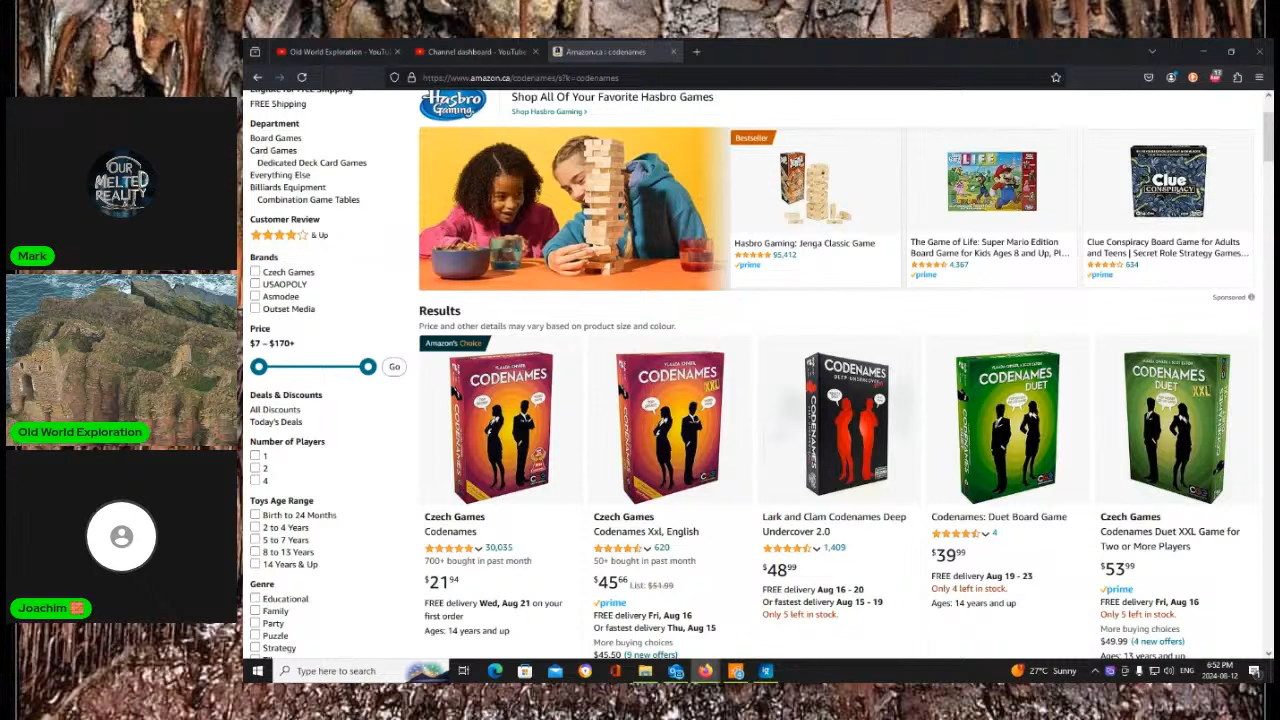 OUR
MELTED
REALITY
Mark
Old World Exploration
Joachim
Old World Exploration - YouTu
Channel dashboard - YouTube
Amazon.ca : codenames
https://www.amazon.ca/codenames/s?k=codenames
Eligible for Free Shipping
FREE Shipping
Department
Board Games
Card Games
Dedicated Deck Card Games
Everything Else
Billiards Equipment
Combination Game Tables
Customer Review
& Up
Brands
Czech Games
USAOPOLY
Asmodee
Outset Media
Price
$7 – $170+
Go
Deals & Discounts
All Discounts
Today's Deals
Number of Players
1
2
4
Toys Age Range
Birth to 24 Months
2 to 4 Years
5 to 7 Years
8 to 13 Years
14 Years & Up
Genre
Educational
Family
Party
Puzzle
Strategy
Hasbro
Gaming
Shop All Of Your Favorite Hasbro Games
Shop Hasbro Gaming ›
Bestseller
Hasbro Gaming: Jenga Classic Game
95,412
prime
LIFE
The Game of Life: Super Mario Edition
Board Game for Kids Ages 8 and Up, Pl...
4,367
prime
Clue
CONSPIRACY
Clue Conspiracy Board Game for Adults
and Teens | Secret Role Strategy Games...
634
prime
Sponsored
Results
Price and other details may vary based on product size and colour.
Amazon's Choice
CODENAMES
Czech Games
Codenames
30,035
700+ bought in past month
$21 94
FREE delivery Wed, Aug 21 on your
first order
Ages: 14 years and up
CODENAMES
XXL
Czech Games
Codenames Xxl, English
620
50+ bought in past month
$45 66 List: $51.99
prime
FREE delivery Fri, Aug 16
Or fastest delivery Thu, Aug 15
More buying choices
$45.50 (9 new offers)
CODENAMES
DEEP UNDERCOVER
Lark and Clam Codenames Deep
Undercover 2.0
1,409
$48 99
FREE delivery Aug 16 - 20
Or fastest delivery Aug 15 - 19
Only 5 left in stock.
CODENAMES
DUET
Codenames: Duet Board Game
4
$39 99
FREE delivery Aug 19 - 23
Only 4 left in stock.
Ages: 14 years and up
CODENAMES
DUET XXL
Czech Games
Codenames Duet XXL Game for
Two or More Players
$53 99
prime
FREE delivery Fri, Aug 16
Only 5 left in stock.
More buying choices
$49.99 (4 new offers)
Ages: 13 years and up
Type here to search
27°C Sunny
ENG
6:52 PM
2024-08-12